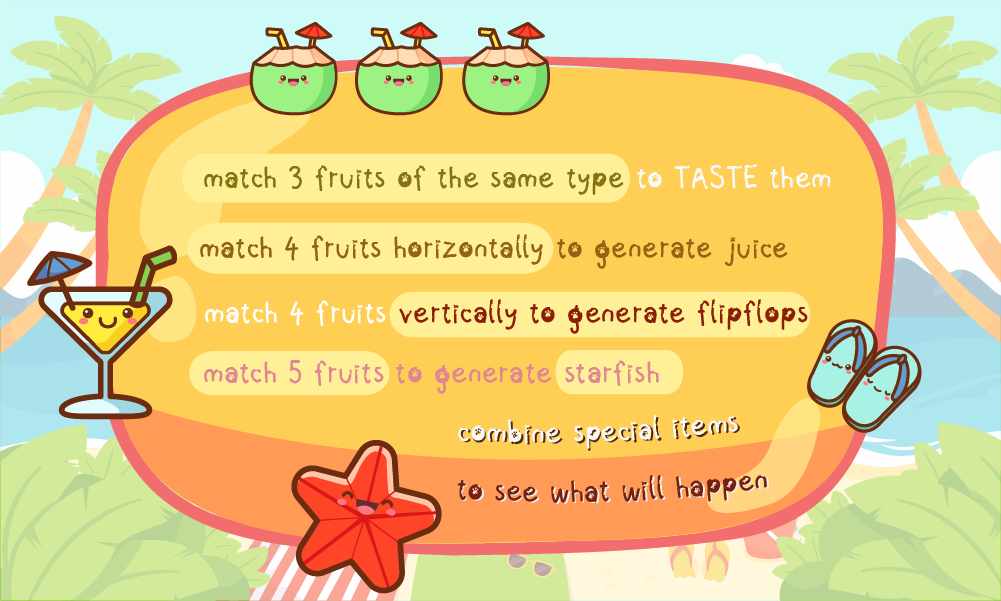 match 3 fruits of the same type to TASTE them
match 4 fruits horizontally to generate juice
match 4 fruits vertically to generate flipflops
match 5 fruits to generate starfish
combine special items
to see what will happen